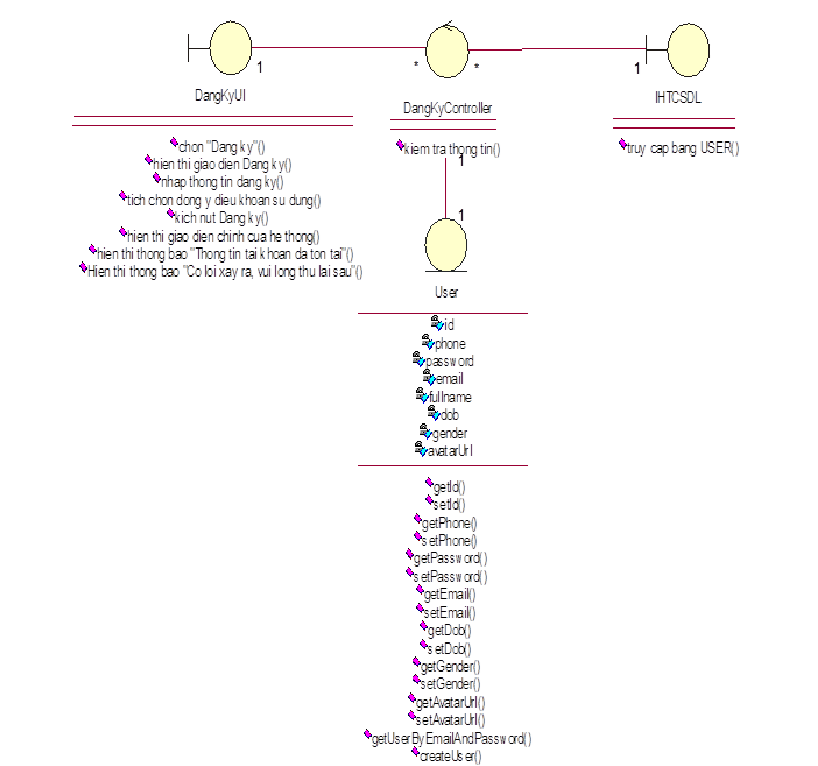 1
*
*
1
DangKyUI
DangKyController
IHTCSDL
chon "Dang ky"()
hien thi giao dien Dang ky()
nhap thong tin dang ky()
tich chon dong y dieu khoan su dung()
kich nut Dang ky()
hien thi giao dien chinh cua he thong()
hien thi thong bao "Thong tin tai khoan da ton tai"()
Hien thi thong bao "Co loi xay ra, vui long thu lai sau"()
kiem tra thong tin()
truy cap bang USER()
1
1
User
id
phone
password
email
fullname
dob
gender
avatarUrl
getId()
setId()
getPhone()
setPhone()
getPassword()
setPassword()
getEmail()
setEmail()
getDob()
setDob()
getGender()
setGender()
getAvatarUrl()
setAvatarUrl()
getUserByEmailAndPassword()
createUser()